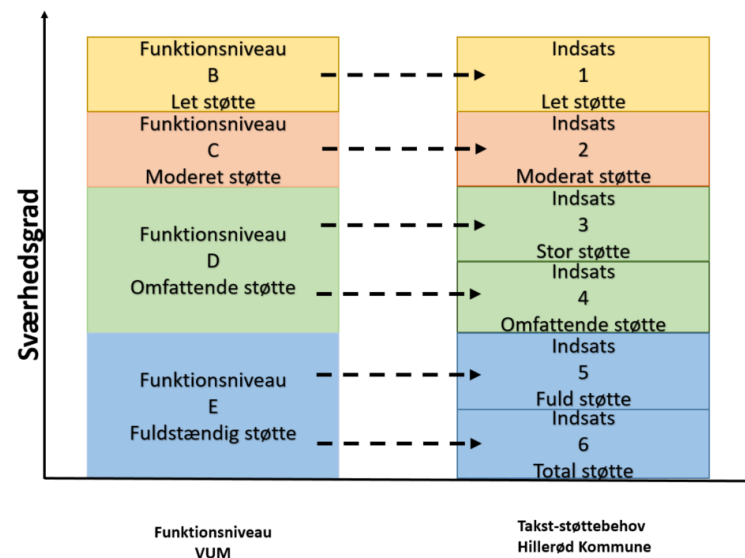 Sværhedsgrad
Funktionsniveau
B
Let støtte
Funktionsniveau
C
Moderet støtte
Funktionsniveau
D
Omfattende støtte
Funktionsniveau
E
Fuldstændig støtte
Indsats
1
Let støtte
Indsats
2
Moderat støtte
Indsats
3
Stor støtte
Indsats
4
Omfattende støtte
Indsats
5
Fuld støtte
Indsats
6
Total støtte
Funktionsniveau
VUM
Takst-støttebehov
Hillerød Kommune